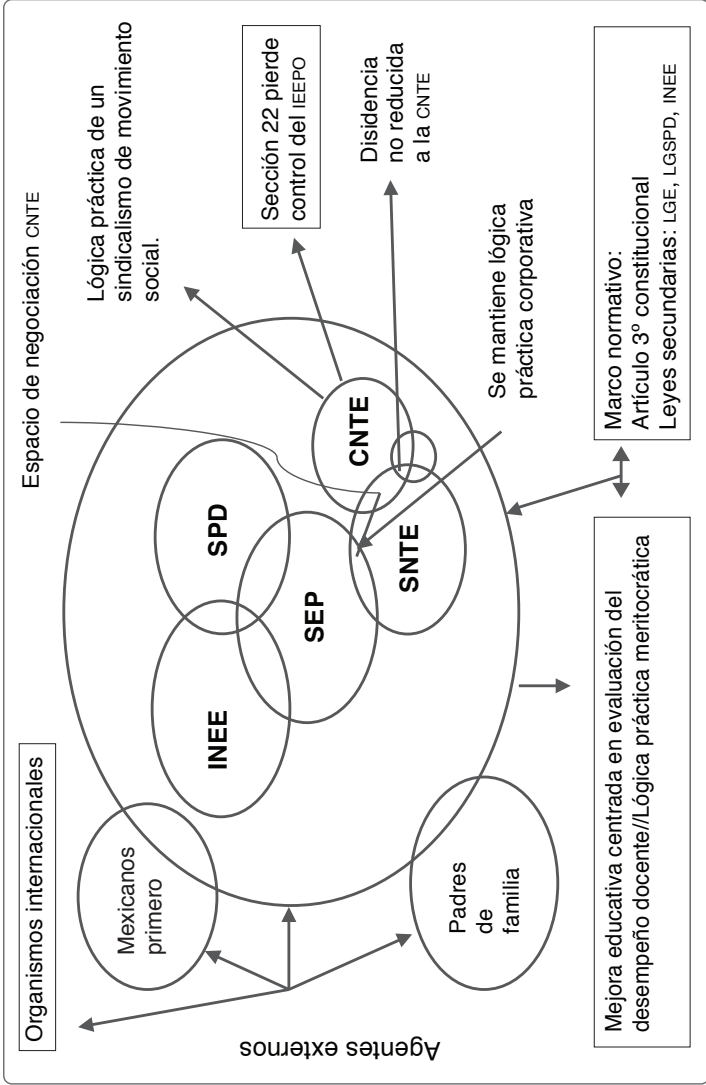 Organismos internacionales
Espacio de negociación CNTE
Lógica práctica de un
sindicalismo de movimiento
social.
Sección 22 pierde
control del IEEPO
Disidencia
no reducida
a la CNTE
Se mantiene lógica
práctica corporativa
Agentes externos
Mexicanos
primero
Padres
de
familia
INEE
SPD
SEP
CNTE
SNTE
Mejora educativa centrada en evaluación del
desempeño docente//Lógica práctica meritocrática
Marco normativo:
Artículo 3º constitucional
Leyes secundarias: LGE, LGSPD, INEE